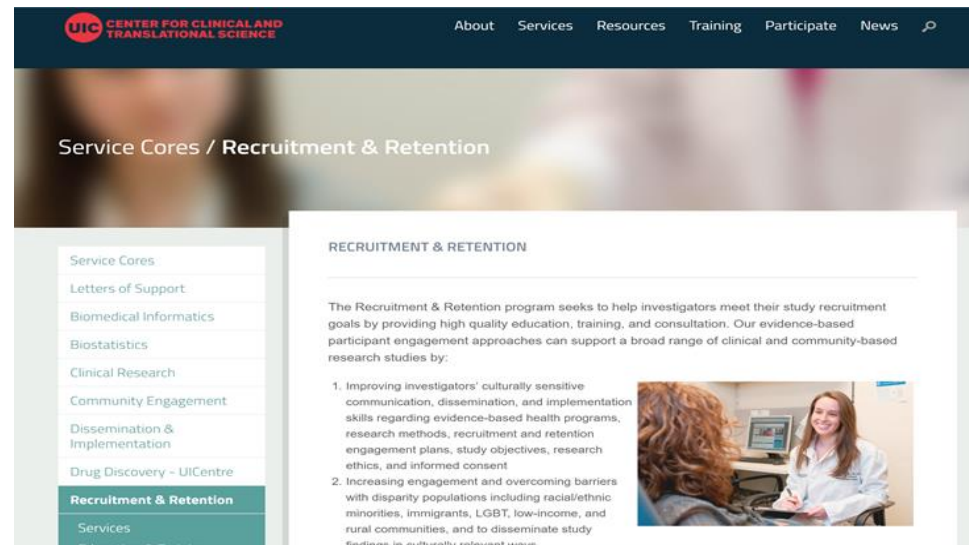 UIC CENTER FOR CLINICAL AND
TRANSLATIONAL SCIENCE
About Services Resources Training Participate News
Service Cores / Recruitment & Retention
Service Cores
Letters of Support
Biomedical Informatics
Biostatistics
Clinical Research
Community Engagement
Dissemination &
Implementation
Drug Discovery - UICentre
Recruitment & Retention
Services
RECRUITMENT & RETENTION
The Recruitment & Retention program seeks to help investigators meet their study recruitment
goals by providing high quality education, training, and consultation. Our evidence-based
participant engagement approaches can support a broad range of clinical and community-based
research studies by:
1. Improving investigators' culturally sensitive
communication, dissemination, and implementation
skills regarding evidence-based health programs,
research methods, recruitment and retention
engagement plans, study objectives, research
ethics, and informed consent
2. Increasing engagement and overcoming barriers
with disparity populations including racial/ethnic
minorities, immigrants, LGBT, low-income, and
rural communities, and to disseminate study
findings in culturally relevant ways